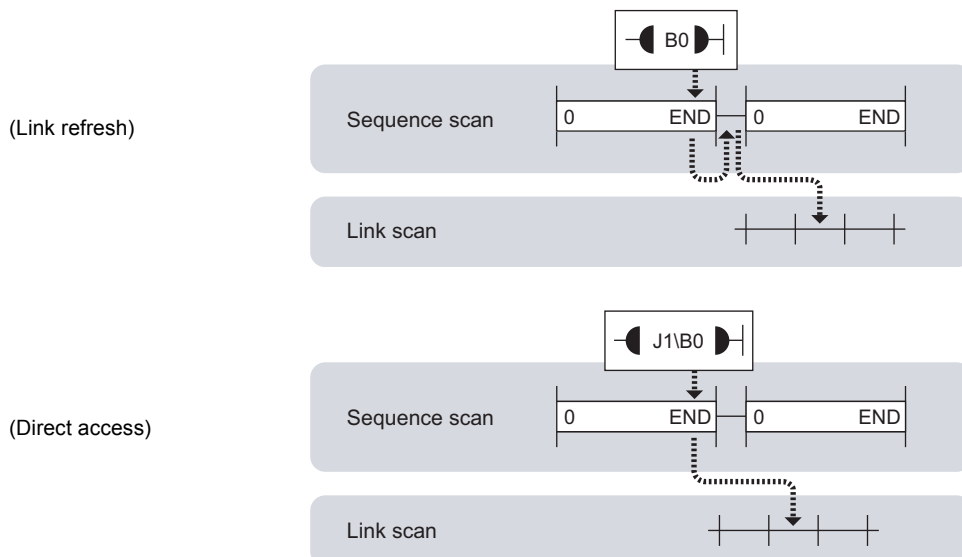 B0
(Link refresh)
Sequence scan
0 END 0 END
Link scan
J1\B0
(Direct access)
Sequence scan
0 END 0 END
Link scan